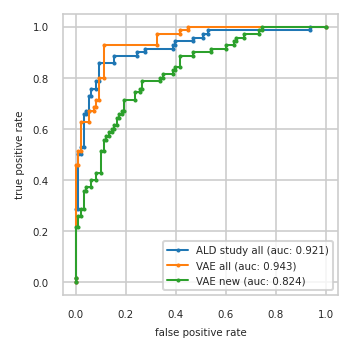 1.0
0.8
0.6
0.4
0.2
0.0
true positive rate
ALD study all (auc: 0.921)
VAE all (auc: 0.943)
VAE new (auc: 0.824)
0.0 0.2 0.4 0.6 0.8 1.0
false positive rate